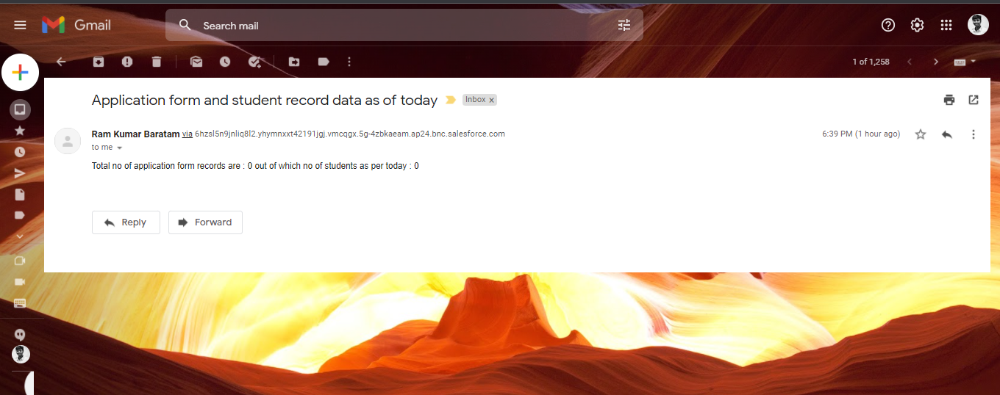 Gmail
Search mail
1 of 1,258
Application form and student record data as of today
Inbox x
Ram Kumar Baratam via 6hzsl5n9jnliq8l2.yhymnxxt42191jgj.vmcqgx.5g-4zbkaeam.ap24.bnc.salesforce.com
6:39 PM (1 hour ago)
to me
Total no of application form records are : 0 out of which no of students as per today : 0
Reply
Forward